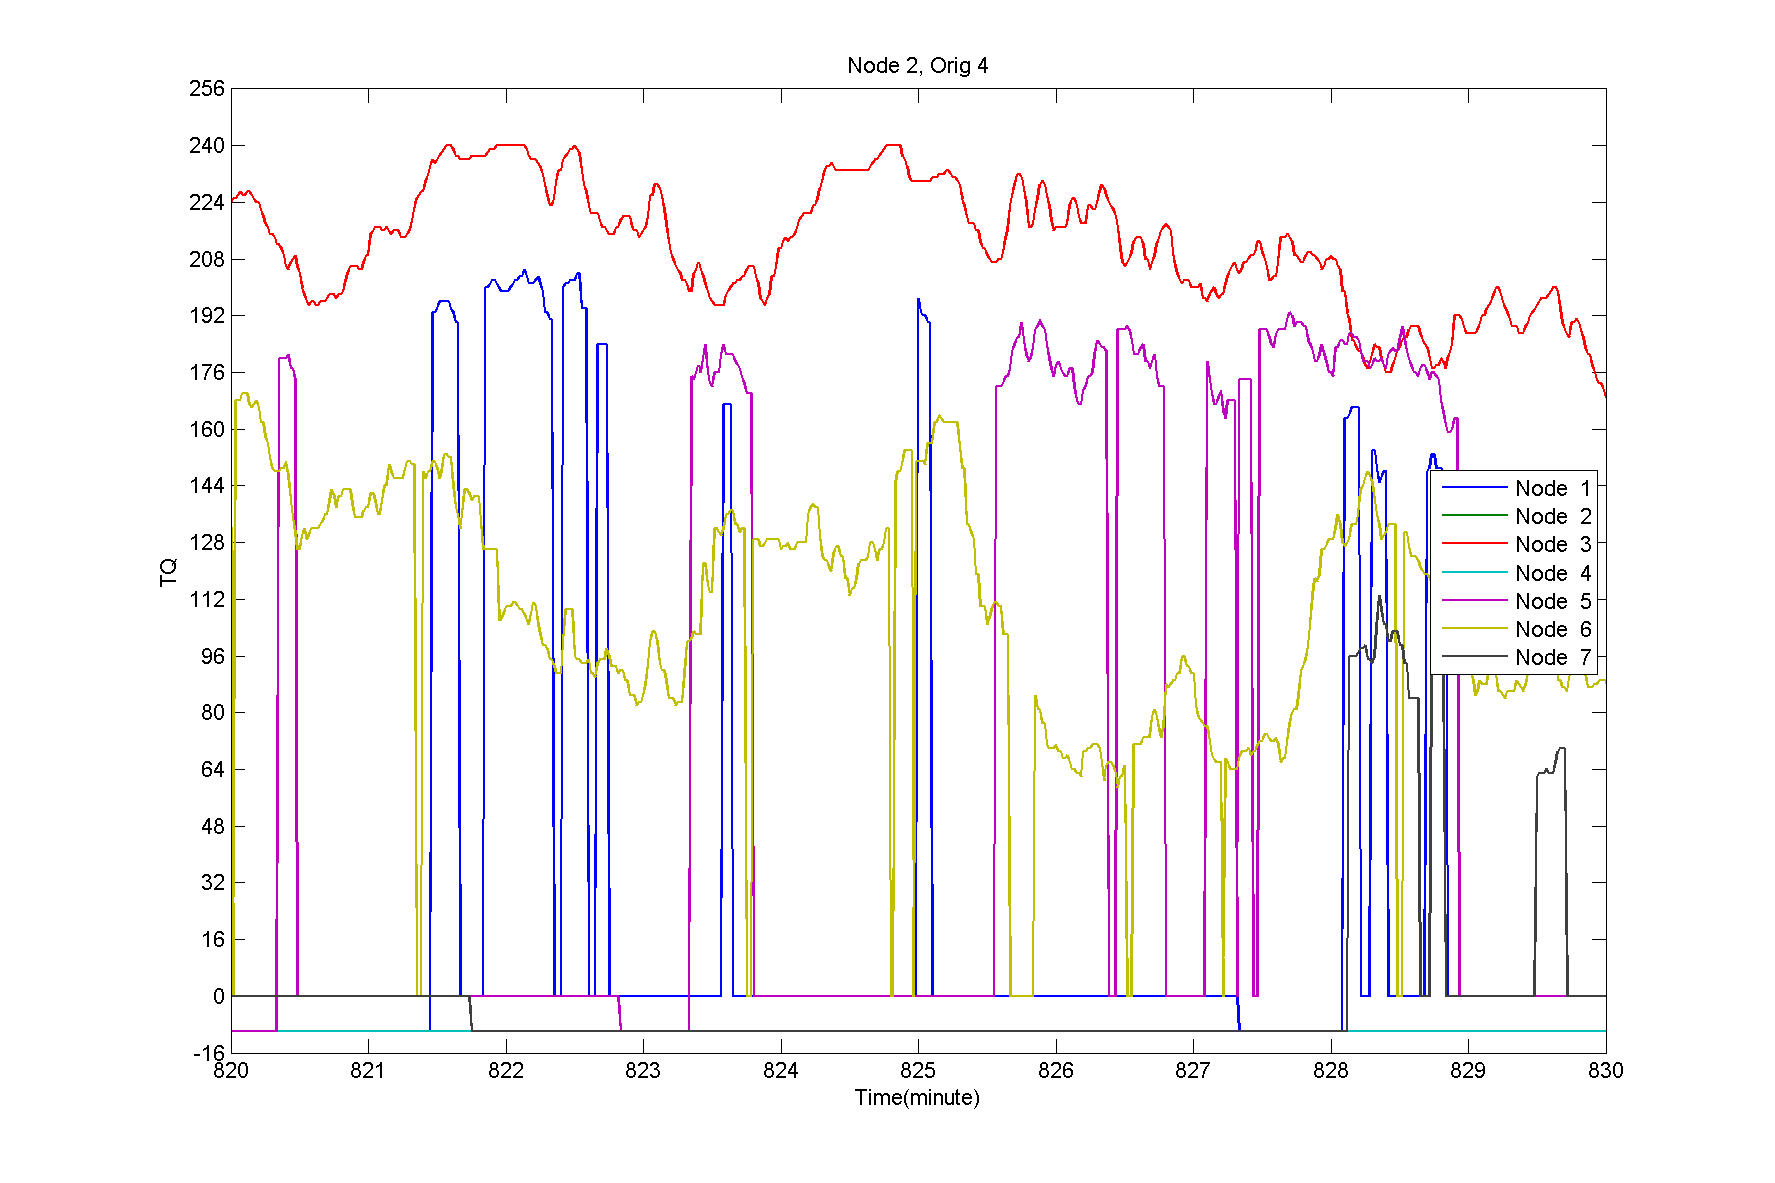 Node 2, Orig 4
256
240
224
208
192
176
160
144
128
112
96
80
64
48
32
16
0
-16
TQ
820 821 822 823 824 825 826 827 828 829 830
Time(minute)
Node 1
Node 2
Node 3
Node 4
Node 5
Node 6
Node 7